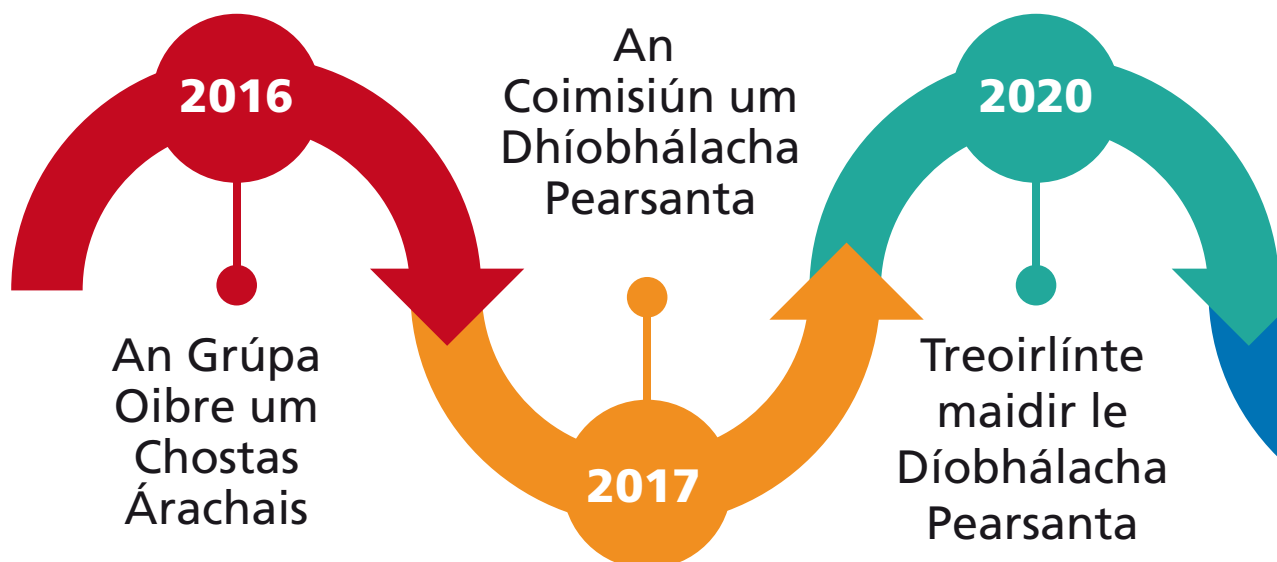 2016
An Grúpa
Oibre um
Chostas
Árachais
An
Coimisiún um
Dhíobhálacha
Pearsanta
2017
2020
Treoirlínte
maidir le
Díobhálacha
Pearsanta